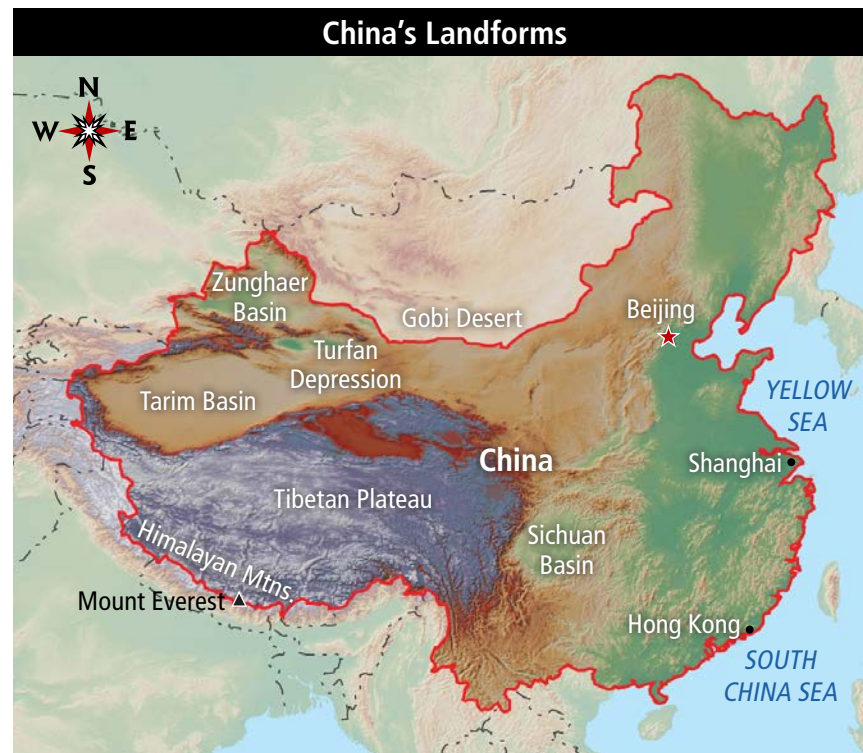 China's Landforms
N
W E
S
Zunghaer
Basin
Gobi Desert
Beijing
Turfan
Depression
Tarim Basin
YELLOW
SEA
China
Shanghai
Tibetan Plateau
Sichuan
Basin
Himalayan Mtns.
Mount Everest
Hong Kong
SOUTH
CHINA SEA